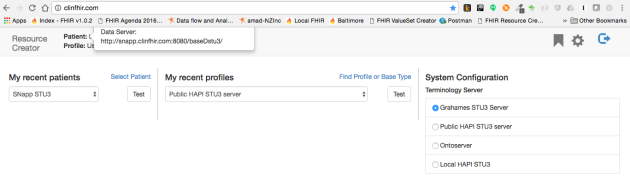 clinfhir.com
Apps
Index - FHIR v1.0.2
FHIR Agenda 2016...
Data flow and Anal...
amad-NZInc
Local FHIR
Baltimore
FHIR ValueSet Creator
Postman
FHIR Resource Cre...
»
Other Bookmarks
Resource
Creator
Patient:
Profile: Us
Data Server:
http://snapp.clinfhir.com:8080/baseDstu3/
My recent patients
Select Patient
SNapp STU3
Test
My recent profiles
Find Profile or Base Type
Public HAPI STU3 server
Test
System Configuration
Terminology Server
Grahames STU3 Server
Public HAPI STU3 server
Ontoserver
Local HAPI STU3